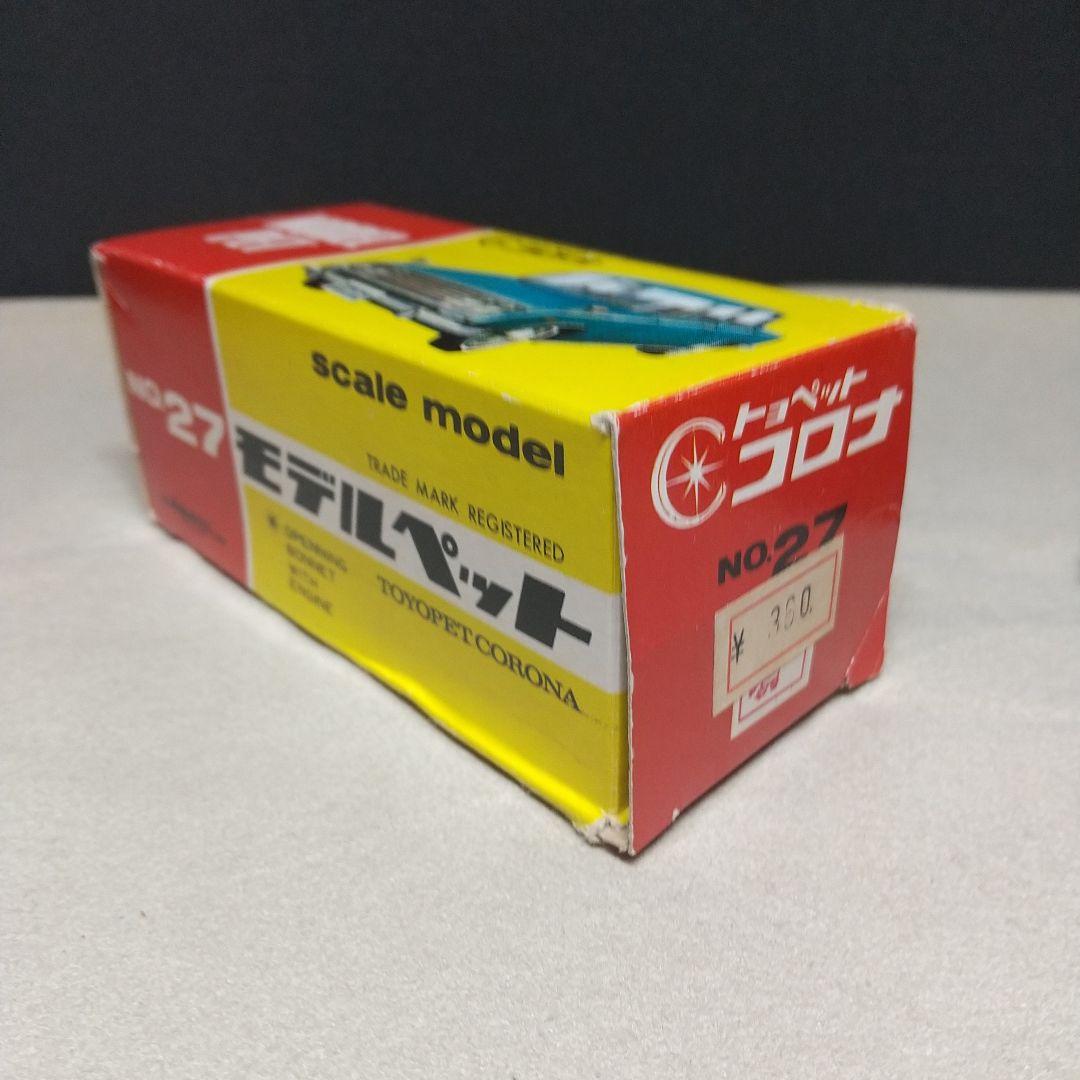 NO.27
scale model
TRADE MARK REGISTERED
モデルペット
TOYOPET CORONA
※ OPENNING
BONNET
WITH
ENGINE
トヨペット
コロナ
NO.27
¥ 360.